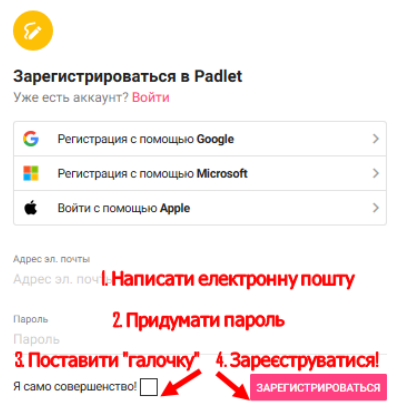 Зарегистрироваться в Padlet
Уже есть аккаунт? Войти
Регистрация с помощью Google
Регистрация с помощью Microsoft
Войти с помощью Apple
Адрес эл. почты
Адрес эл. поч 1. Написати електронну пошту
2. Придумати пароль
Пароль
Пароль
3. Поставити "галочку" 4. Зареєструватися!
Я само совершенство! ЗАРЕГИСТРИРОВАТЬСЯ